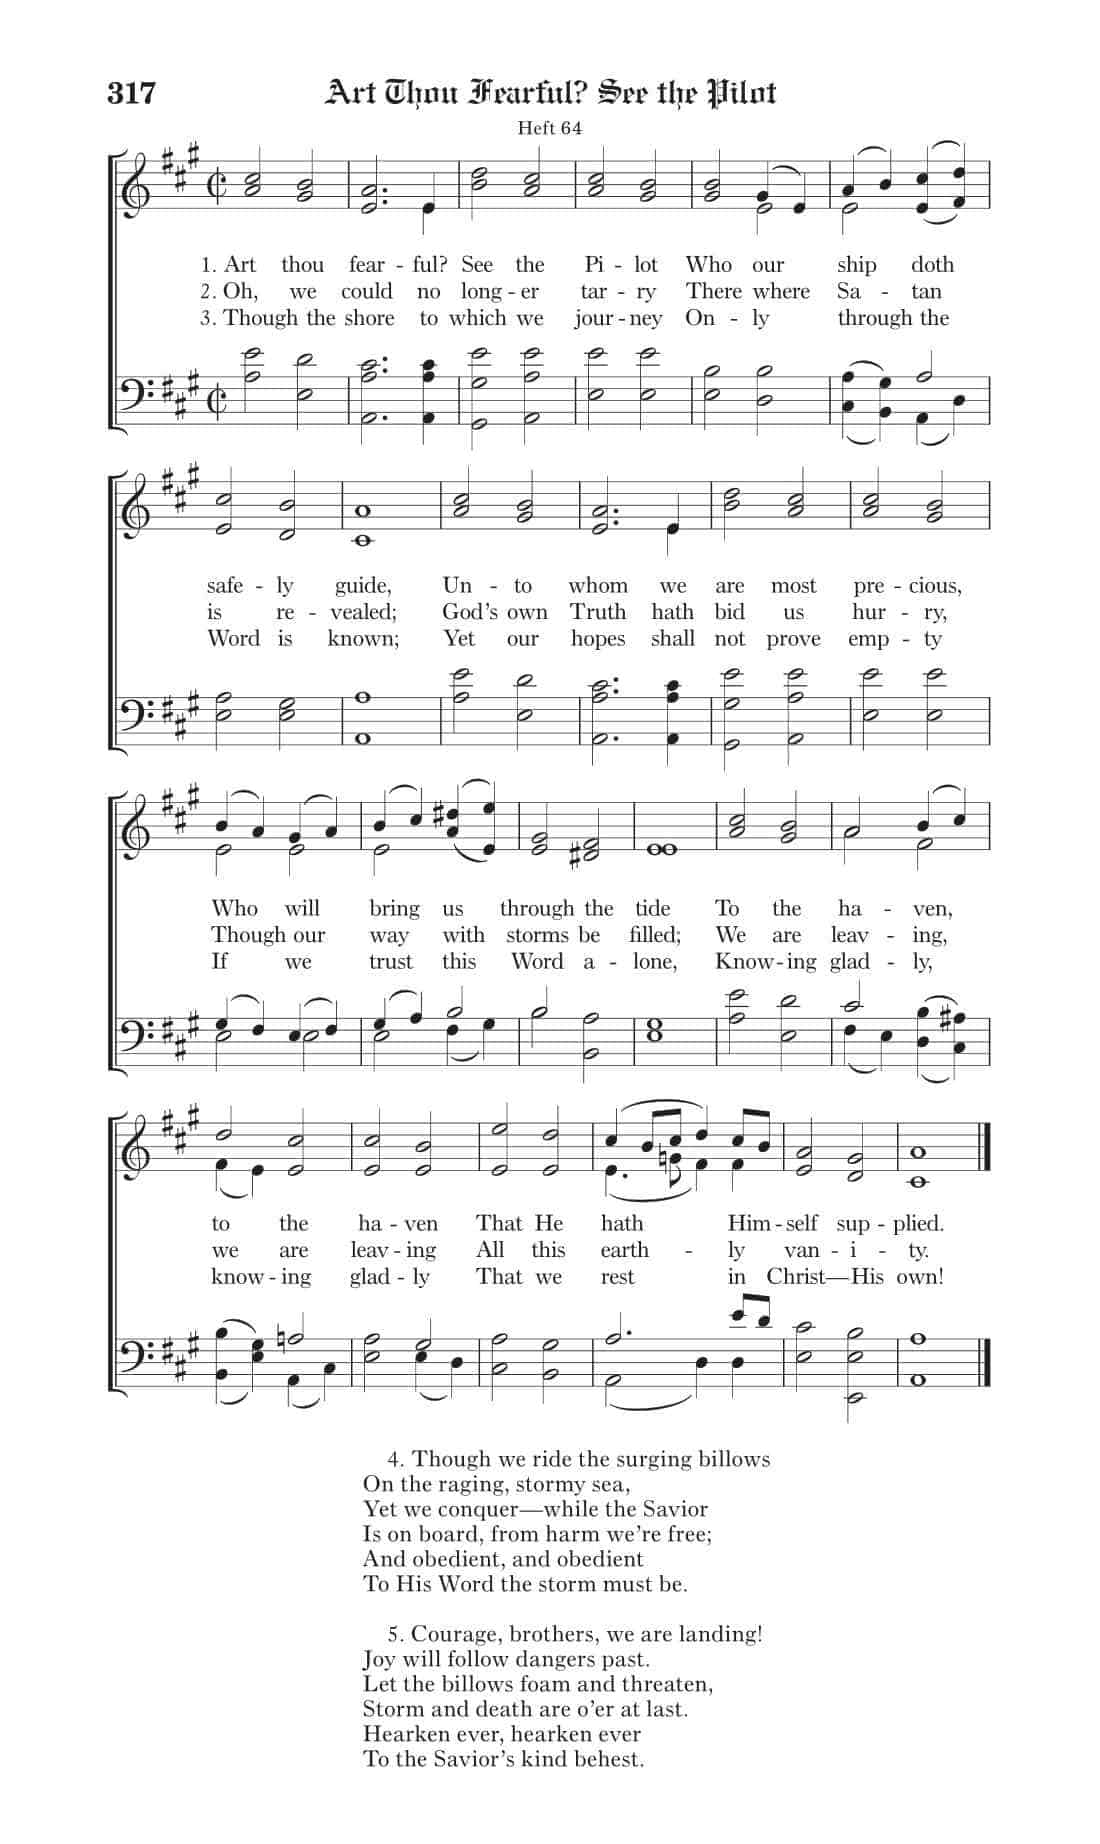 317 Art Thou Fearful? See the Pilot
Heft 64
1. Art thou fear - ful? See the Pi - lot Who our ship doth
2. Oh, we could no long - er tar - ry There where Sa - tan
3. Though the shore to which we jour - ney On - ly through the
safe - ly guide, Un - to whom we are most pre - cious,
is re - vealed; God's own Truth hath bid us hur - ry,
Word is known; Yet our hopes shall not prove emp - ty
Who will bring us through the tide To the ha - ven,
Though our way with storms be filled; We are leav - ing,
If we trust this Word a - lone, Know - ing glad - ly,
to the ha - ven That He hath Him - self sup - plied.
we are leav - ing All this earth - ly van - i - ty.
know - ing glad - ly That we rest in Christ—His own!
4. Though we ride the surging billows
On the raging, stormy sea,
Yet we conquer—while the Savior
Is on board, from harm we're free;
And obedient, and obedient
To His Word the storm must be.
5. Courage, brothers, we are landing!
Joy will follow dangers past.
Let the billows foam and threaten,
Storm and death are o'er at last.
Hearken ever, hearken ever
To the Savior's kind behest.